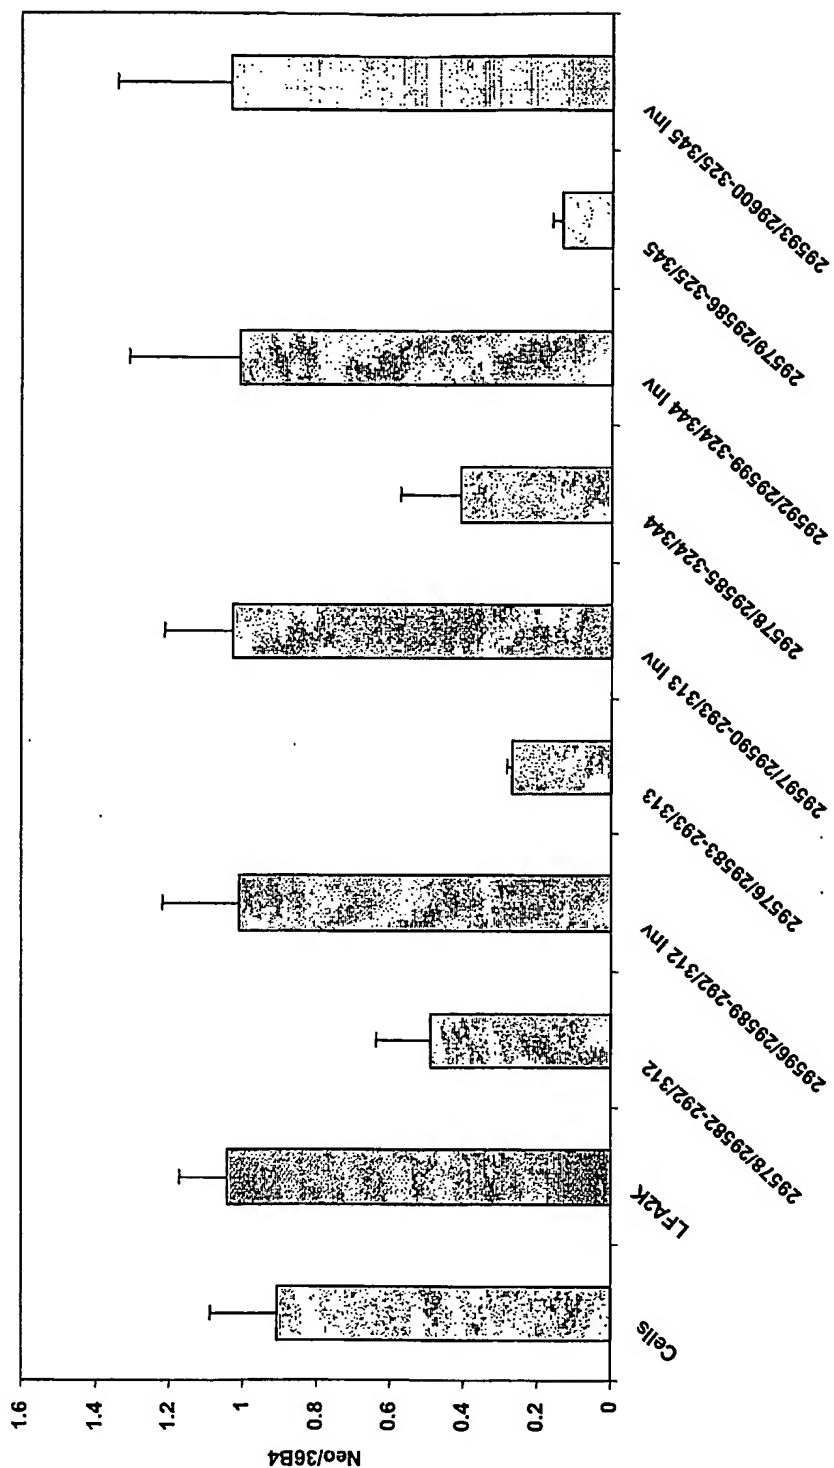 Neo/36B4
1.6
1.4
1.2
1
0.8
0.6
0.4
0.2
0
Cells
LFA2K
29578/29582-292/312
29596/29589-292/312 Inv
29576/29583-293/313
29597/29590-293/313 Inv
29578/29585-324/344
29592/29599-324/344 Inv
29579/29586-325/345
29593/29600-325/345 Inv